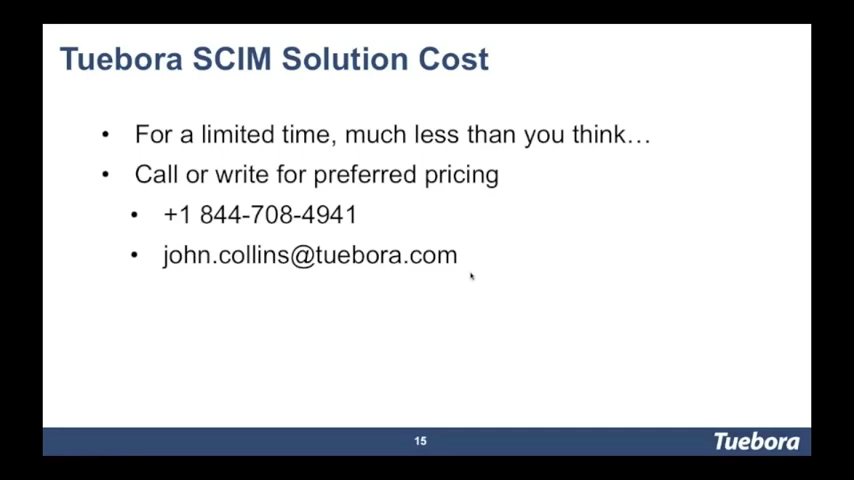 Tuebora SCIM Solution Cost
• For a limited time, much less than you think…
• Call or write for preferred pricing
• +1 844-708-4941
• john.collins@tuebora.com
15
Tuebora